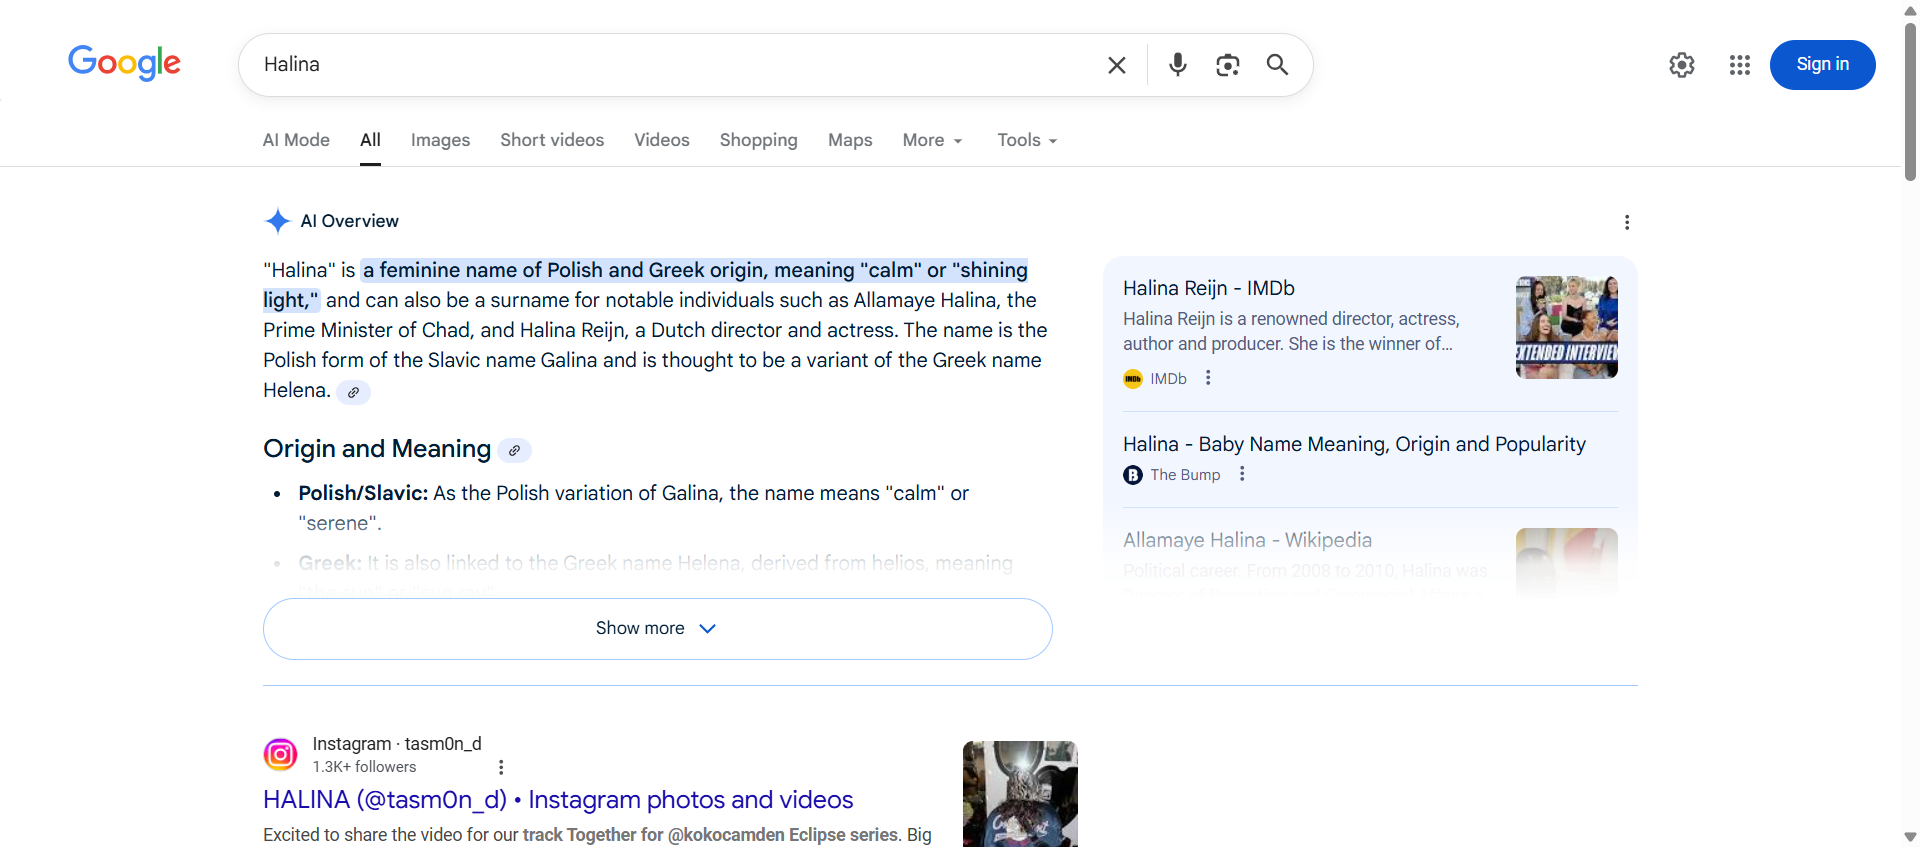 Google
Halina
Sign in
AI Mode
All
Images
Short videos
Videos
Shopping
Maps
More
Tools
AI Overview
"Halina" is a feminine name of Polish and Greek origin, meaning "calm" or "shining
light," and can also be a surname for notable individuals such as Allamaye Halina, the
Prime Minister of Chad, and Halina Reijn, a Dutch director and actress. The name is the
Polish form of the Slavic name Galina and is thought to be a variant of the Greek name
Helena.
Origin and Meaning
• Polish/Slavic: As the Polish variation of Galina, the name means "calm" or
"serene".
• Greek: It is also linked to the Greek name Helena, derived from helios, meaning
Show more
Halina Reijn - IMDb
Halina Reijn is a renowned director, actress,
author and producer. She is the winner of...
IMDb
IMDb
EXTENDED INTERVIEW
Halina - Baby Name Meaning, Origin and Popularity
B
The Bump
Allamaye Halina - Wikipedia
Political career. From 2008 to 2010, Halina was
Instagram · tasm0n_d
1.3K+ followers
HALINA (@tasm0n_d) • Instagram photos and videos
Excited to share the video for our track Together for @kokocamden Eclipse series. Big